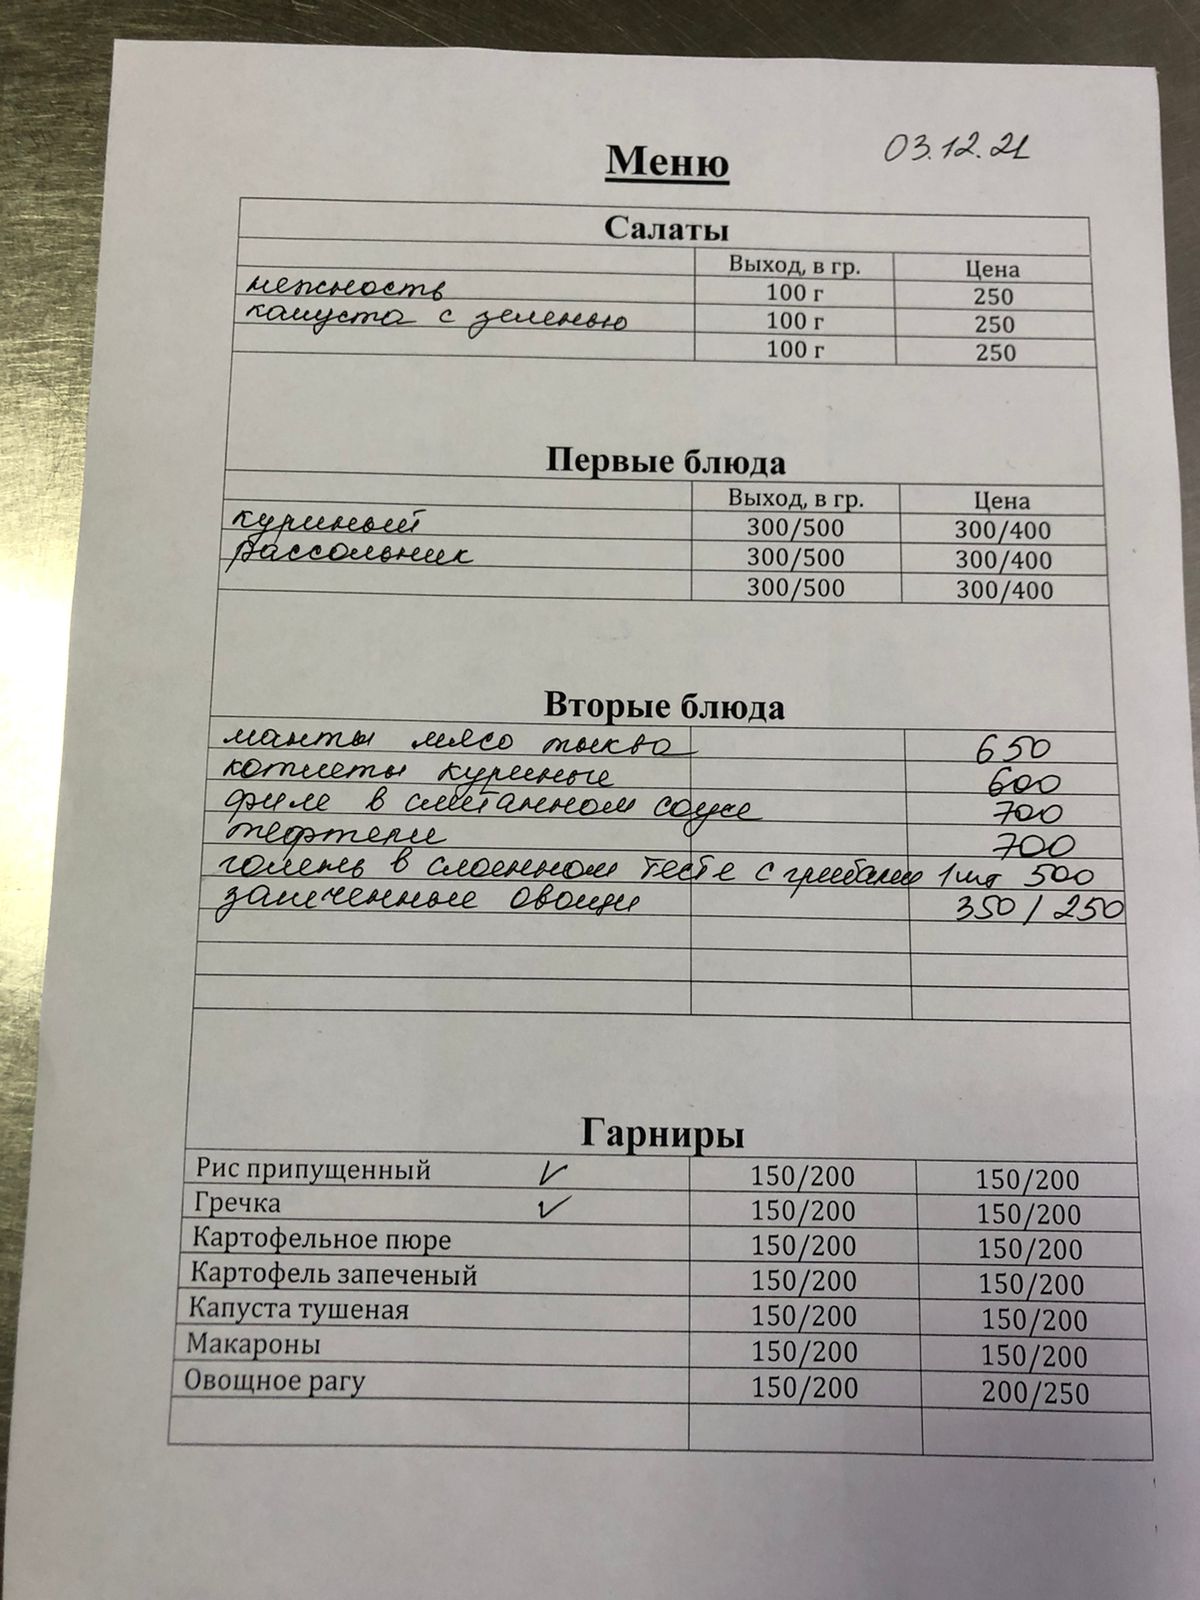 Меню
03.12.21
Салаты
Выход, в гр. Цена
нежность 100 г 250
капуста с зеленью 100 г 250
100 г 250
Первые блюда
Выход, в гр. Цена
куриный 300/500 300/400
рассольник 300/500 300/400
300/500 300/400
Вторые блюда
манты мясо тыква 650
котлеты куриные 600
филе в сметанном соусе 700
тефтели 700
голень в слоенном тесте с грибами 1шт 500
запеченные овощи 350/250
Гарниры
Рис припущенный ✓ 150/200 150/200
Гречка ✓ 150/200 150/200
Картофельное пюре 150/200 150/200
Картофель запеченый 150/200 150/200
Капуста тушеная 150/200 150/200
Макароны 150/200 150/200
Овощное рагу 150/200 200/250